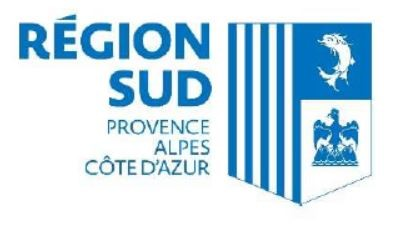 RÉGION
SUD
PROVENCE
ALPES
CÔTE D'AZUR